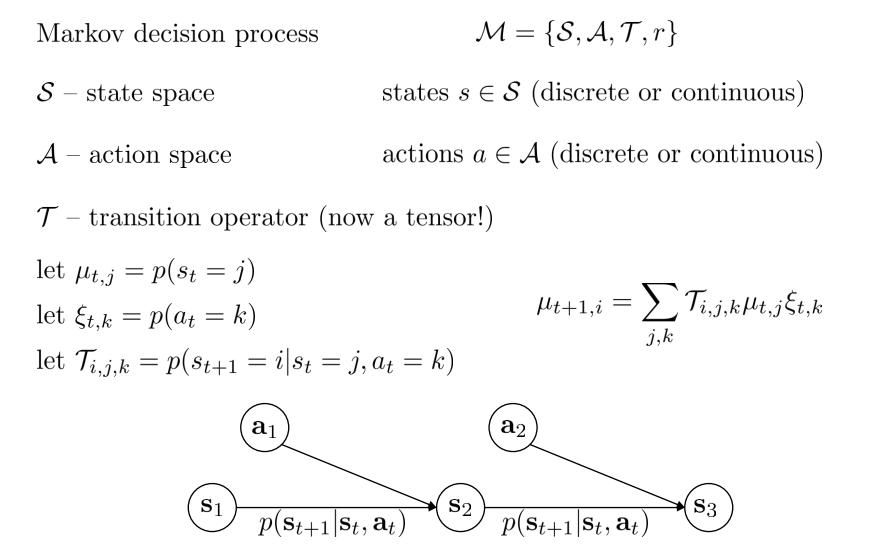 Markov decision process $\mathcal{M} = \{\mathcal{S}, \mathcal{A}, \mathcal{T}, r\}$
$\mathcal{S}$ – state space states $s \in \mathcal{S}$ (discrete or continuous)
$\mathcal{A}$ – action space actions $a \in \mathcal{A}$ (discrete or continuous)
$\mathcal{T}$ – transition operator (now a tensor!)
let $\mu_{t,j} = p(s_t = j)$
let $\xi_{t,k} = p(a_t = k)$
let $\mathcal{T}_{i,j,k} = p(s_{t+1} = i | s_t = j, a_t = k)$
$\mu_{t+1,i} = \sum_{j,k} \mathcal{T}_{i,j,k} \mu_{t,j} \xi_{t,k}$
$\mathbf{a}_1$ $\mathbf{a}_2$
$\mathbf{s}_1$ $\mathbf{s}_2$ $\mathbf{s}_3$
$p(\mathbf{s}_{t+1}|\mathbf{s}_t, \mathbf{a}_t)$ $p(\mathbf{s}_{t+1}|\mathbf{s}_t, \mathbf{a}_t)$